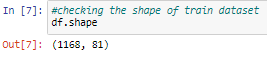 In [7]: #checking the shape of train dataset
df.shape
Out[7]: (1168, 81)